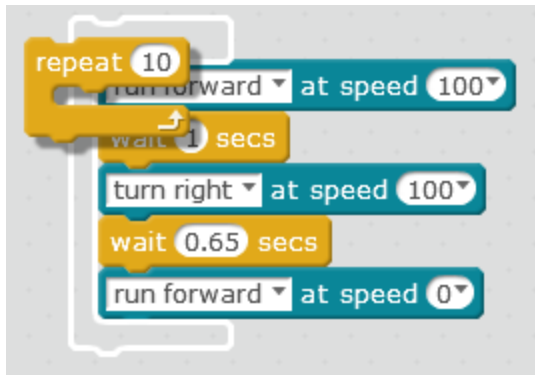 repeat 10
run forward at speed 100
wait 1 secs
turn right at speed 100
wait 0.65 secs
run forward at speed 0